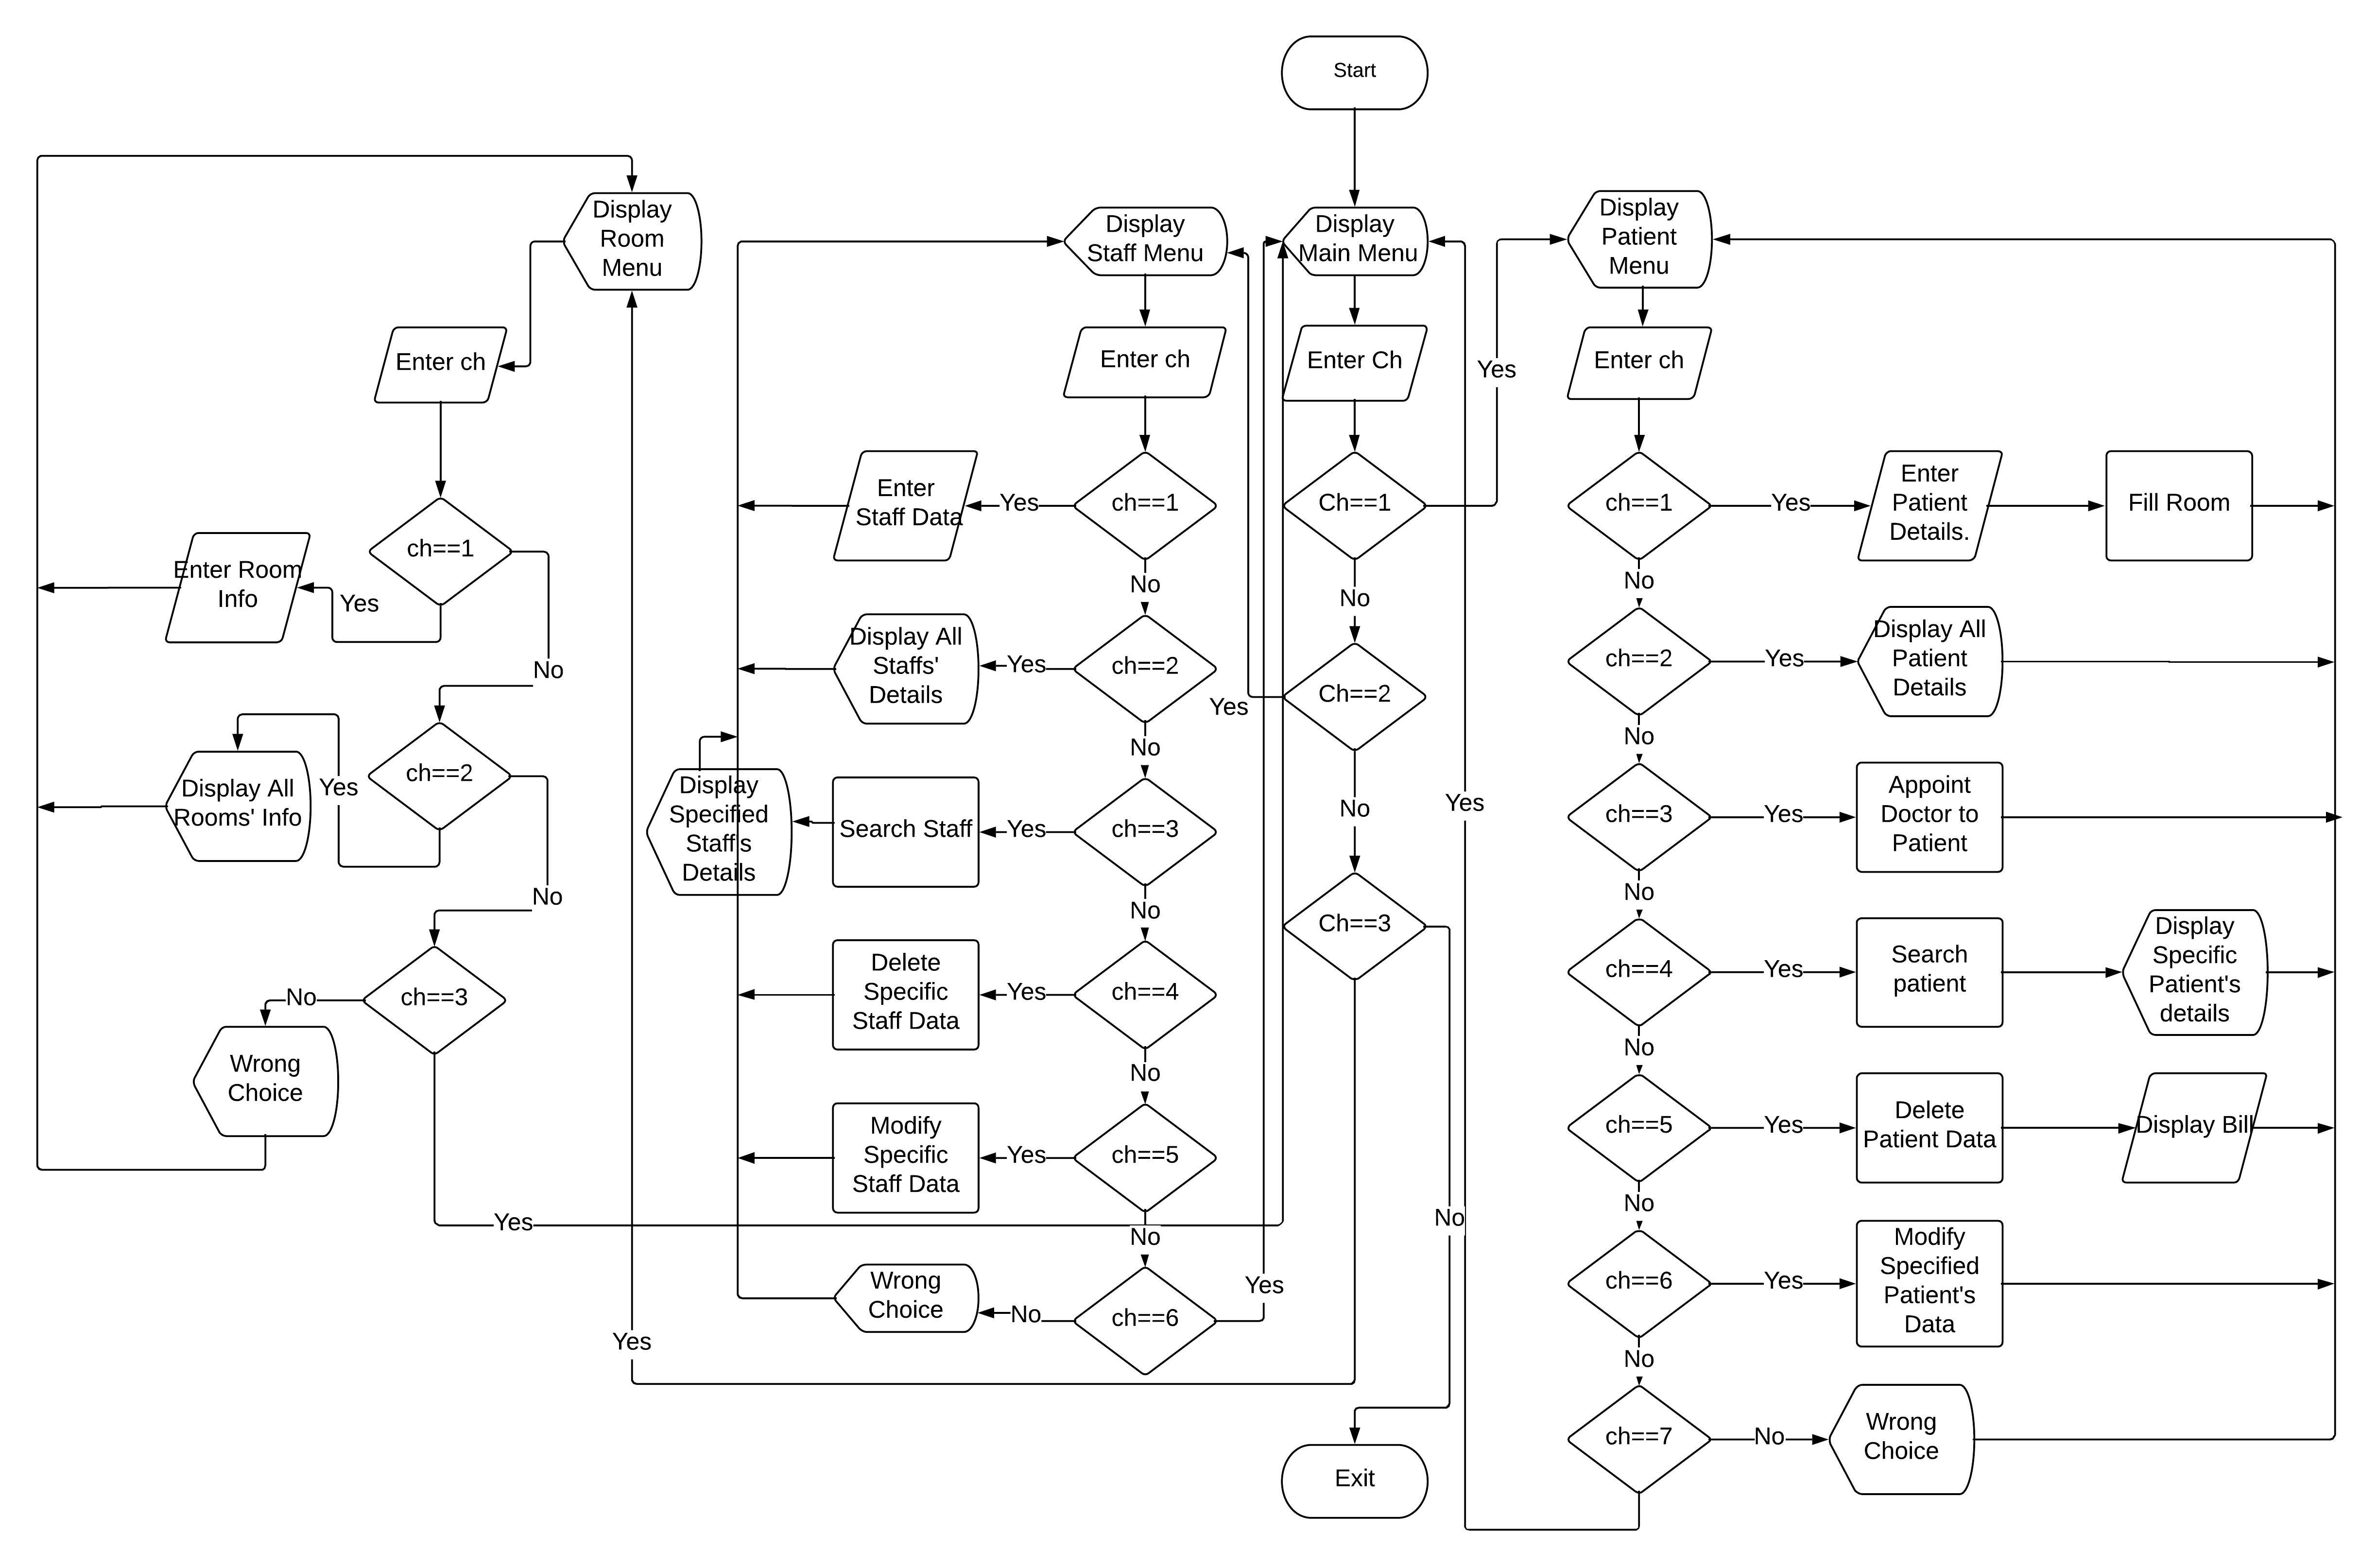 Start
Display
Room
Menu
Enter ch
ch==1
Yes
Enter Room
Info
No
ch==2
Yes
Display All
Rooms' Info
No
ch==3
No
Wrong
Choice
Yes
Display
Staff Menu
Enter ch
ch==1
Yes
Enter
Staff Data
No
ch==2
Yes
Display All
Staffs'
Details
No
ch==3
Yes
Search Staff
Display
Specified
Staff's
Details
No
ch==4
Yes
Delete
Specific
Staff Data
No
ch==5
Yes
Modify
Specific
Staff Data
No
ch==6
No
Wrong
Choice
Yes
Display
Main Menu
Enter Ch
Ch==1
Yes
No
Ch==2
Yes
No
Ch==3
Yes
No
Exit
Display
Patient
Menu
Enter ch
ch==1
Yes
Enter
Patient
Details.
Fill Room
No
ch==2
Yes
Display All
Patient
Details
No
ch==3
Yes
Appoint
Doctor to
Patient
No
ch==4
Yes
Search
patient
Display
Specific
Patient's
details
No
ch==5
Yes
Delete
Patient Data
Display Bill
No
ch==6
Yes
Modify
Specified
Patient's
Data
No
ch==7
No
Wrong
Choice
Yes